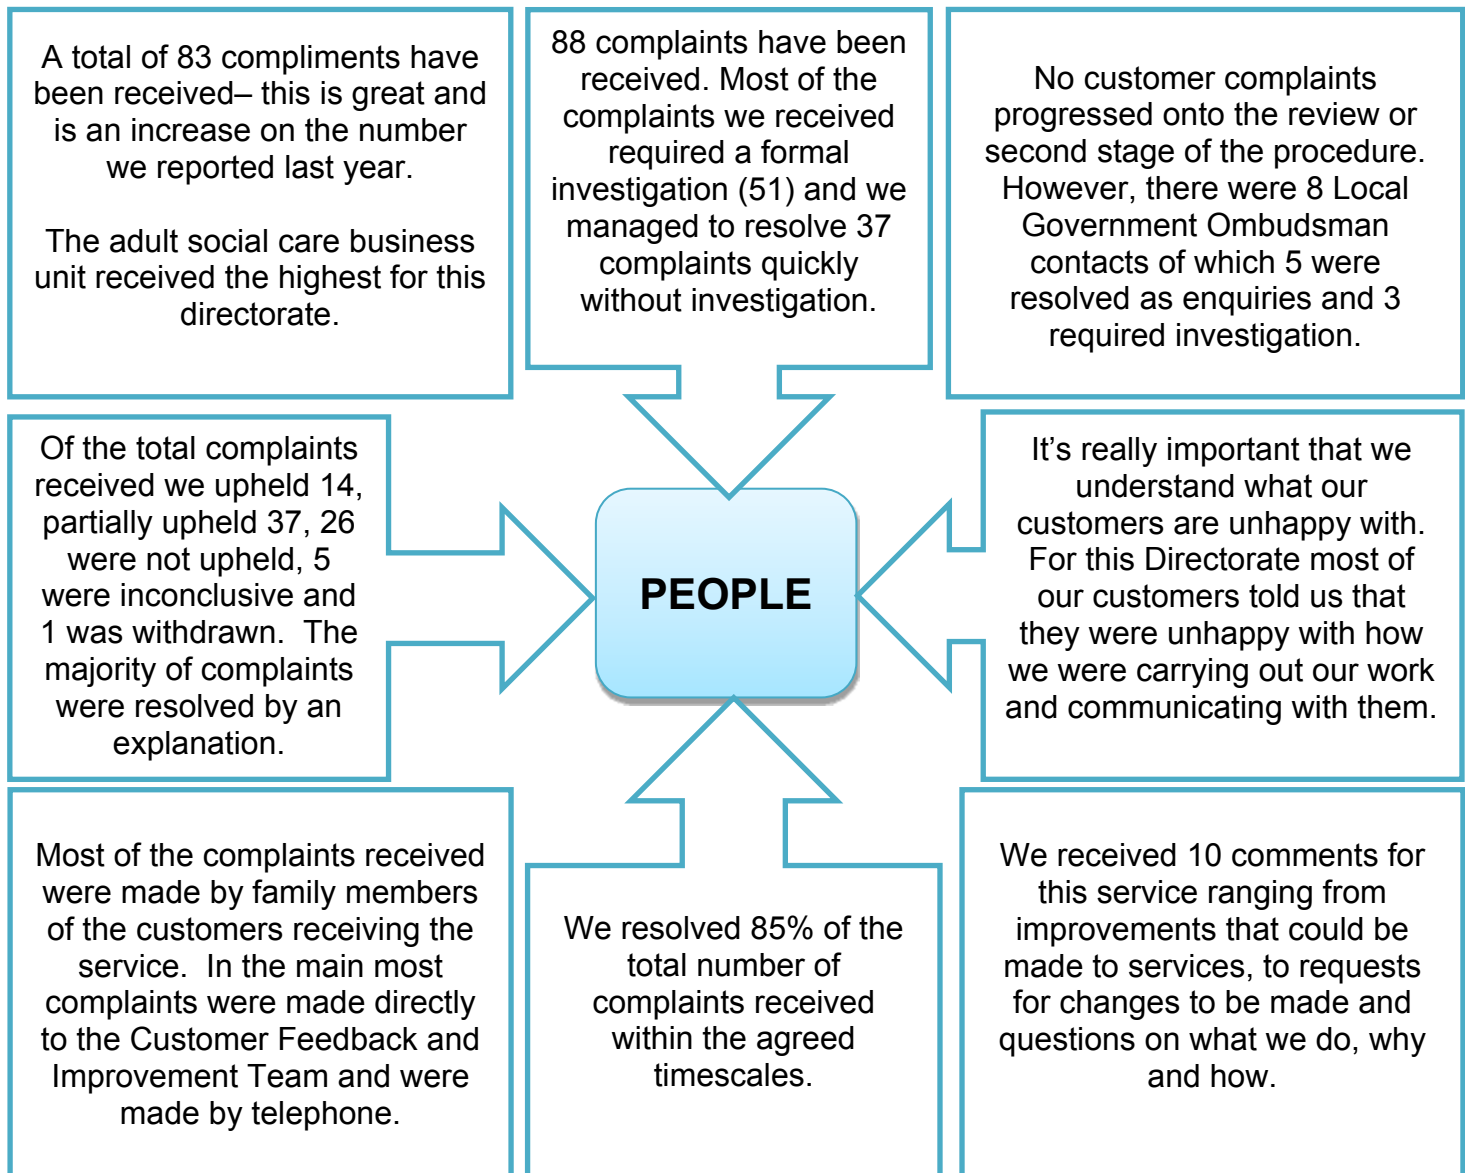 A total of 83 compliments have
been received– this is great and
is an increase on the number
we reported last year.
The adult social care business
unit received the highest for this
directorate.
88 complaints have been
received. Most of the
complaints we received
required a formal
investigation (51) and we
managed to resolve 37
complaints quickly
without investigation.
No customer complaints
progressed onto the review or
second stage of the procedure.
However, there were 8 Local
Government Ombudsman
contacts of which 5 were
resolved as enquiries and 3
required investigation.
Of the total complaints
received we upheld 14,
partially upheld 37, 26
were not upheld, 5
were inconclusive and
1 was withdrawn. The
majority of complaints
were resolved by an
explanation.
PEOPLE
It’s really important that we
understand what our
customers are unhappy with.
For this Directorate most of
our customers told us that
they were unhappy with how
we were carrying out our work
and communicating with them.
Most of the complaints received
were made by family members
of the customers receiving the
service. In the main most
complaints were made directly
to the Customer Feedback and
Improvement Team and were
made by telephone.
We resolved 85% of the
total number of
complaints received
within the agreed
timescales.
We received 10 comments for
this service ranging from
improvements that could be
made to services, to requests
for changes to be made and
questions on what we do, why
and how.